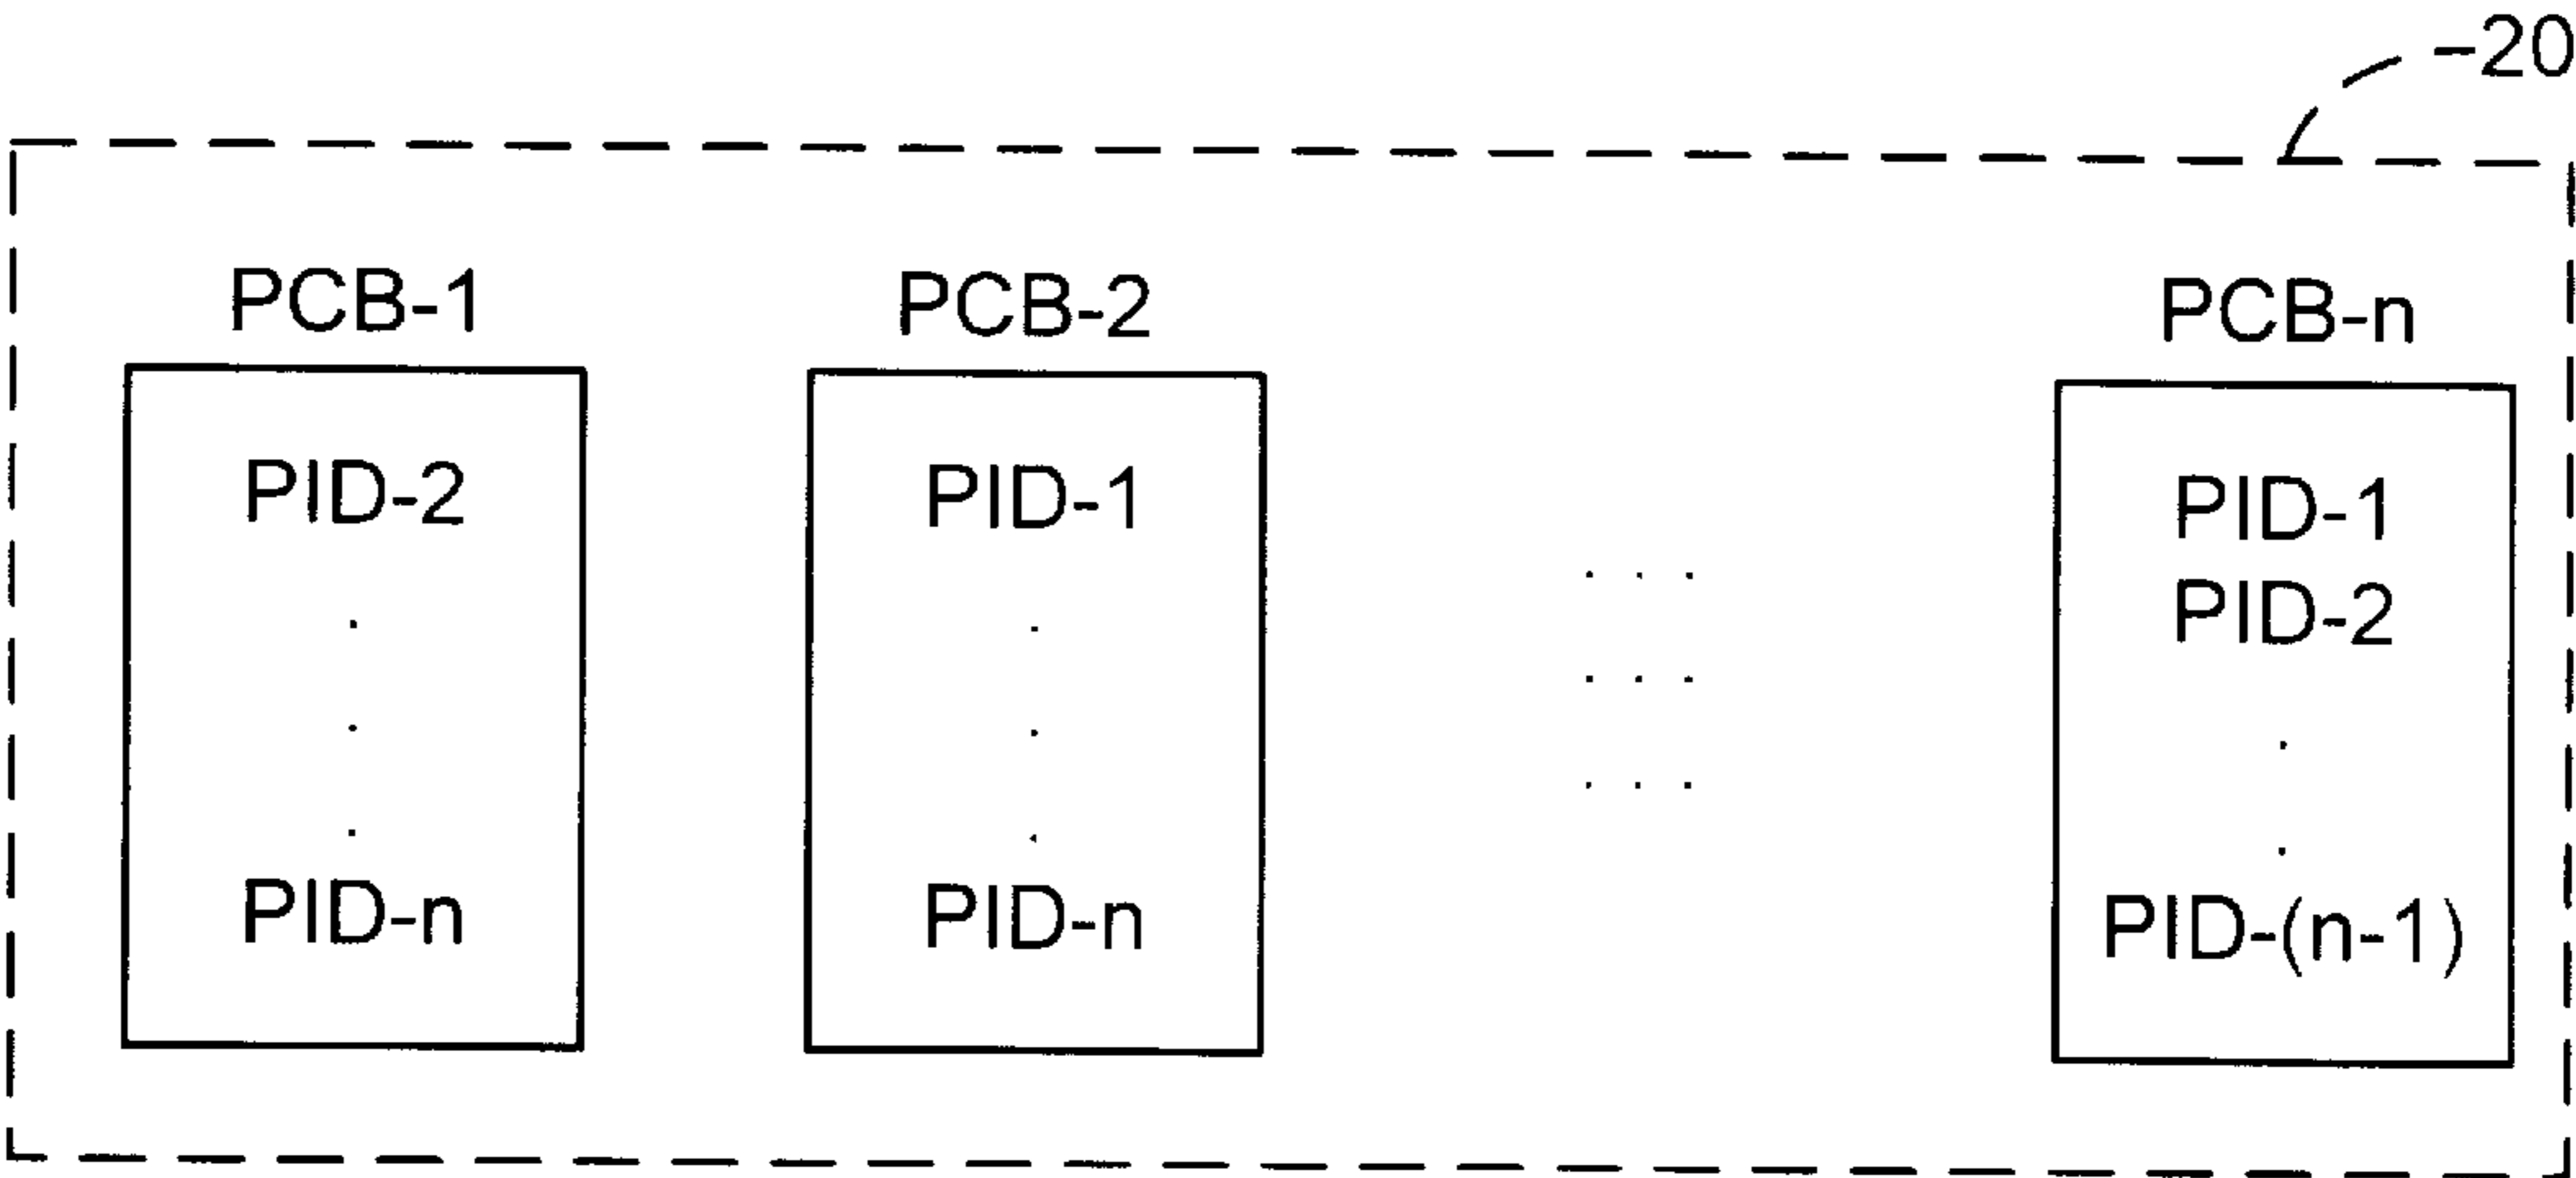 20
PCB-1
PID-2
.
.
.
PID-n
PCB-2
PID-1
.
.
.
PID-n
. . .
. . .
. . .
PCB-n
PID-1
PID-2
.
.
PID-(n-1)